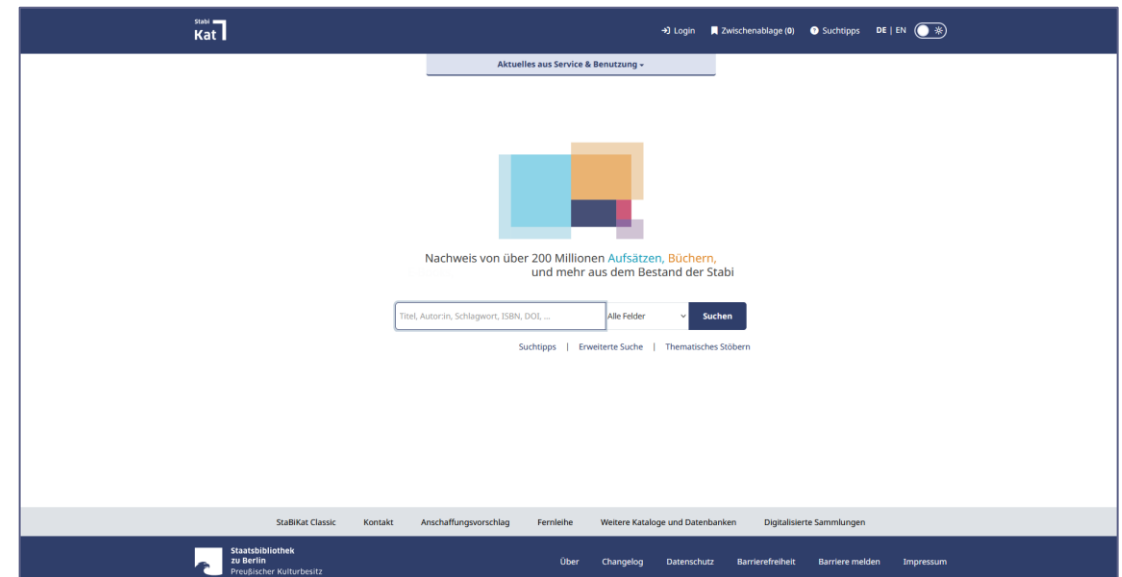 Stabi
Kat
Login Zwischenablage (0) Suchtipps DE | EN
Aktuelles aus Service & Benutzung
Nachweis von über 200 Millionen Aufsätzen, Büchern,
und mehr aus dem Bestand der Stabi
Titel, Autor:in, Schlagwort, ISBN, DOI, ... Alle Felder Suchen
Suchtipps | Erweiterte Suche | Thematisches Stöbern
StaBiKat Classic Kontakt Anschaffungsvorschlag Fernleihe Weitere Kataloge und Datenbanken Digitalisierte Sammlungen
Staatsbibliothek
zu Berlin
Preußischer Kulturbesitz
Über Changelog Datenschutz Barrierefreiheit Barriere melden Impressum